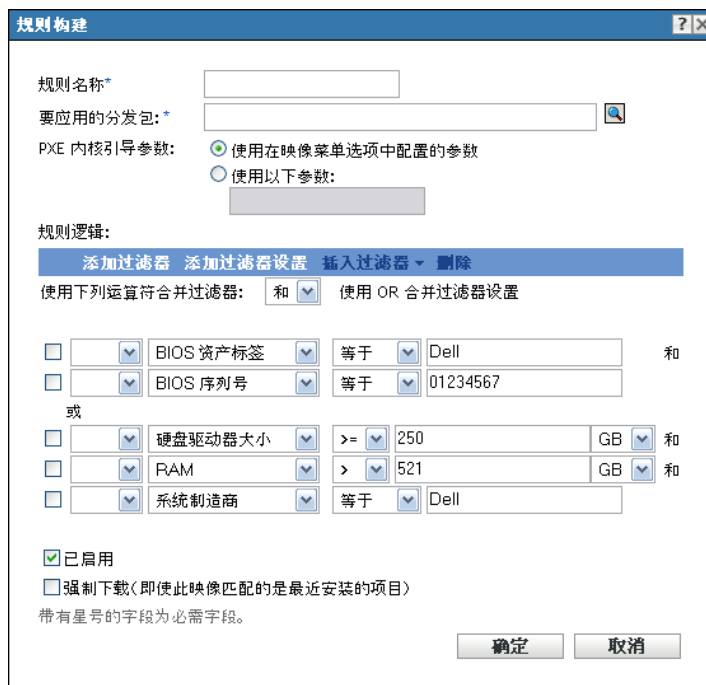 规则构建 ?
规则名称*
要应用的分发包:*
PXE 内核引导参数: 使用在映像菜单选项中配置的参数
使用以下参数:
规则逻辑:
添加过滤器 添加过滤器设置 插入过滤器 删除
使用下列运算符合并过滤器: 和 使用 OR 合并过滤器设置
BIOS 资产标签 等于 Dell 和
BIOS 序列号 等于 01234567
或
硬盘驱动器大小 >= 250 GB 和
RAM > 521 GB 和
系统制造商 等于 Dell
已启用
强制下载(即使此映像匹配的是最近安装的项目)
带有星号的字段为必需字段。
确定 取消